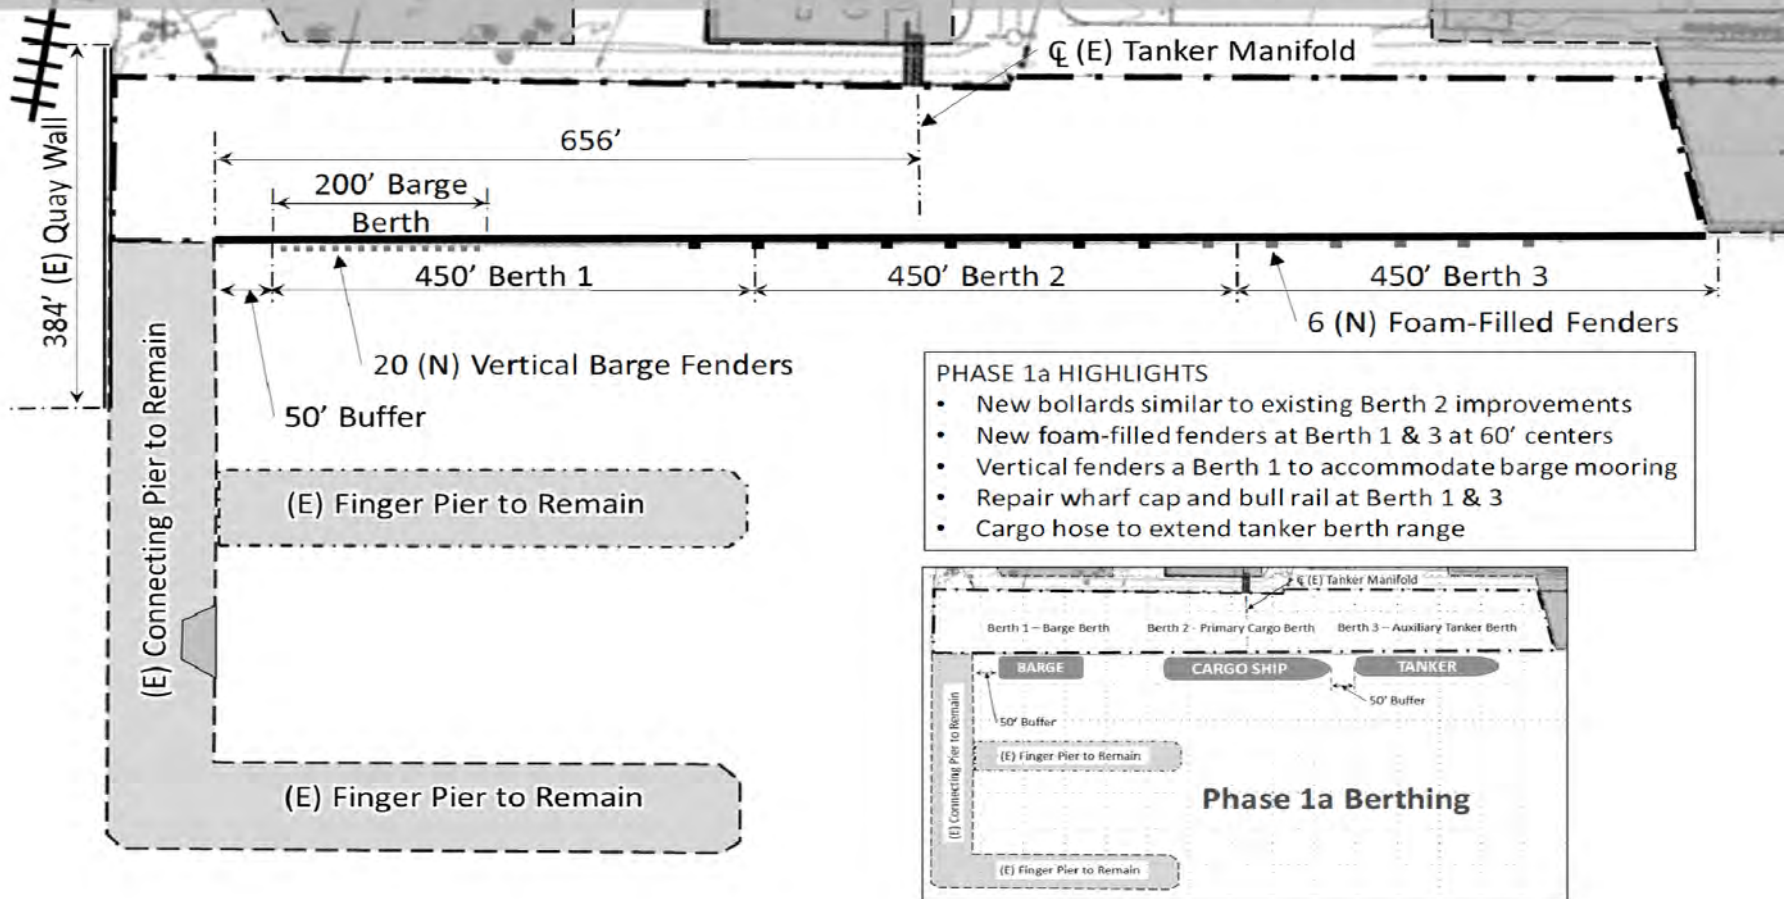 ℄ (E) Tanker Manifold
656’
200’ Barge
Berth
384’ (E) Quay Wall
450’ Berth 1
450’ Berth 2
450’ Berth 3
6 (N) Foam-Filled Fenders
20 (N) Vertical Barge Fenders
50’ Buffer
(E) Connecting Pier to Remain
(E) Finger Pier to Remain
(E) Finger Pier to Remain
PHASE 1a HIGHLIGHTS
• New bollards similar to existing Berth 2 improvements
• New foam-filled fenders at Berth 1 & 3 at 60’ centers
• Vertical fenders a Berth 1 to accommodate barge mooring
• Repair wharf cap and bull rail at Berth 1 & 3
• Cargo hose to extend tanker berth range
℄ (E) Tanker Manifold
Berth 1 – Barge Berth
Berth 2 - Primary Cargo Berth
Berth 3 – Auxiliary Tanker Berth
BARGE
CARGO SHIP
TANKER
50’ Buffer
50’ Buffer
(E) Connecting Pier to Remain
(E) Finger Pier to Remain
Phase 1a Berthing
(E) Finger Pier to Remain